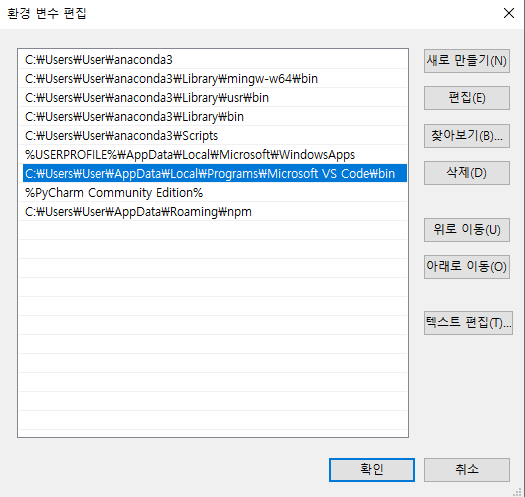 환경 변수 편집
C:₩Users₩User₩anaconda3
C:₩Users₩User₩anaconda3₩Library₩mingw-w64₩bin
C:₩Users₩User₩anaconda3₩Library₩usr₩bin
C:₩Users₩User₩anaconda3₩Library₩bin
C:₩Users₩User₩anaconda3₩Scripts
%USERPROFILE%₩AppData₩Local₩Microsoft₩WindowsApps
C:₩Users₩User₩AppData₩Local₩Programs₩Microsoft VS Code₩bin
%PyCharm Community Edition%
C:₩Users₩User₩AppData₩Roaming₩npm
새로 만들기(N)
편집(E)
찾아보기(B)...
삭제(D)
위로 이동(U)
아래로 이동(O)
텍스트 편집(T)...
확인
취소